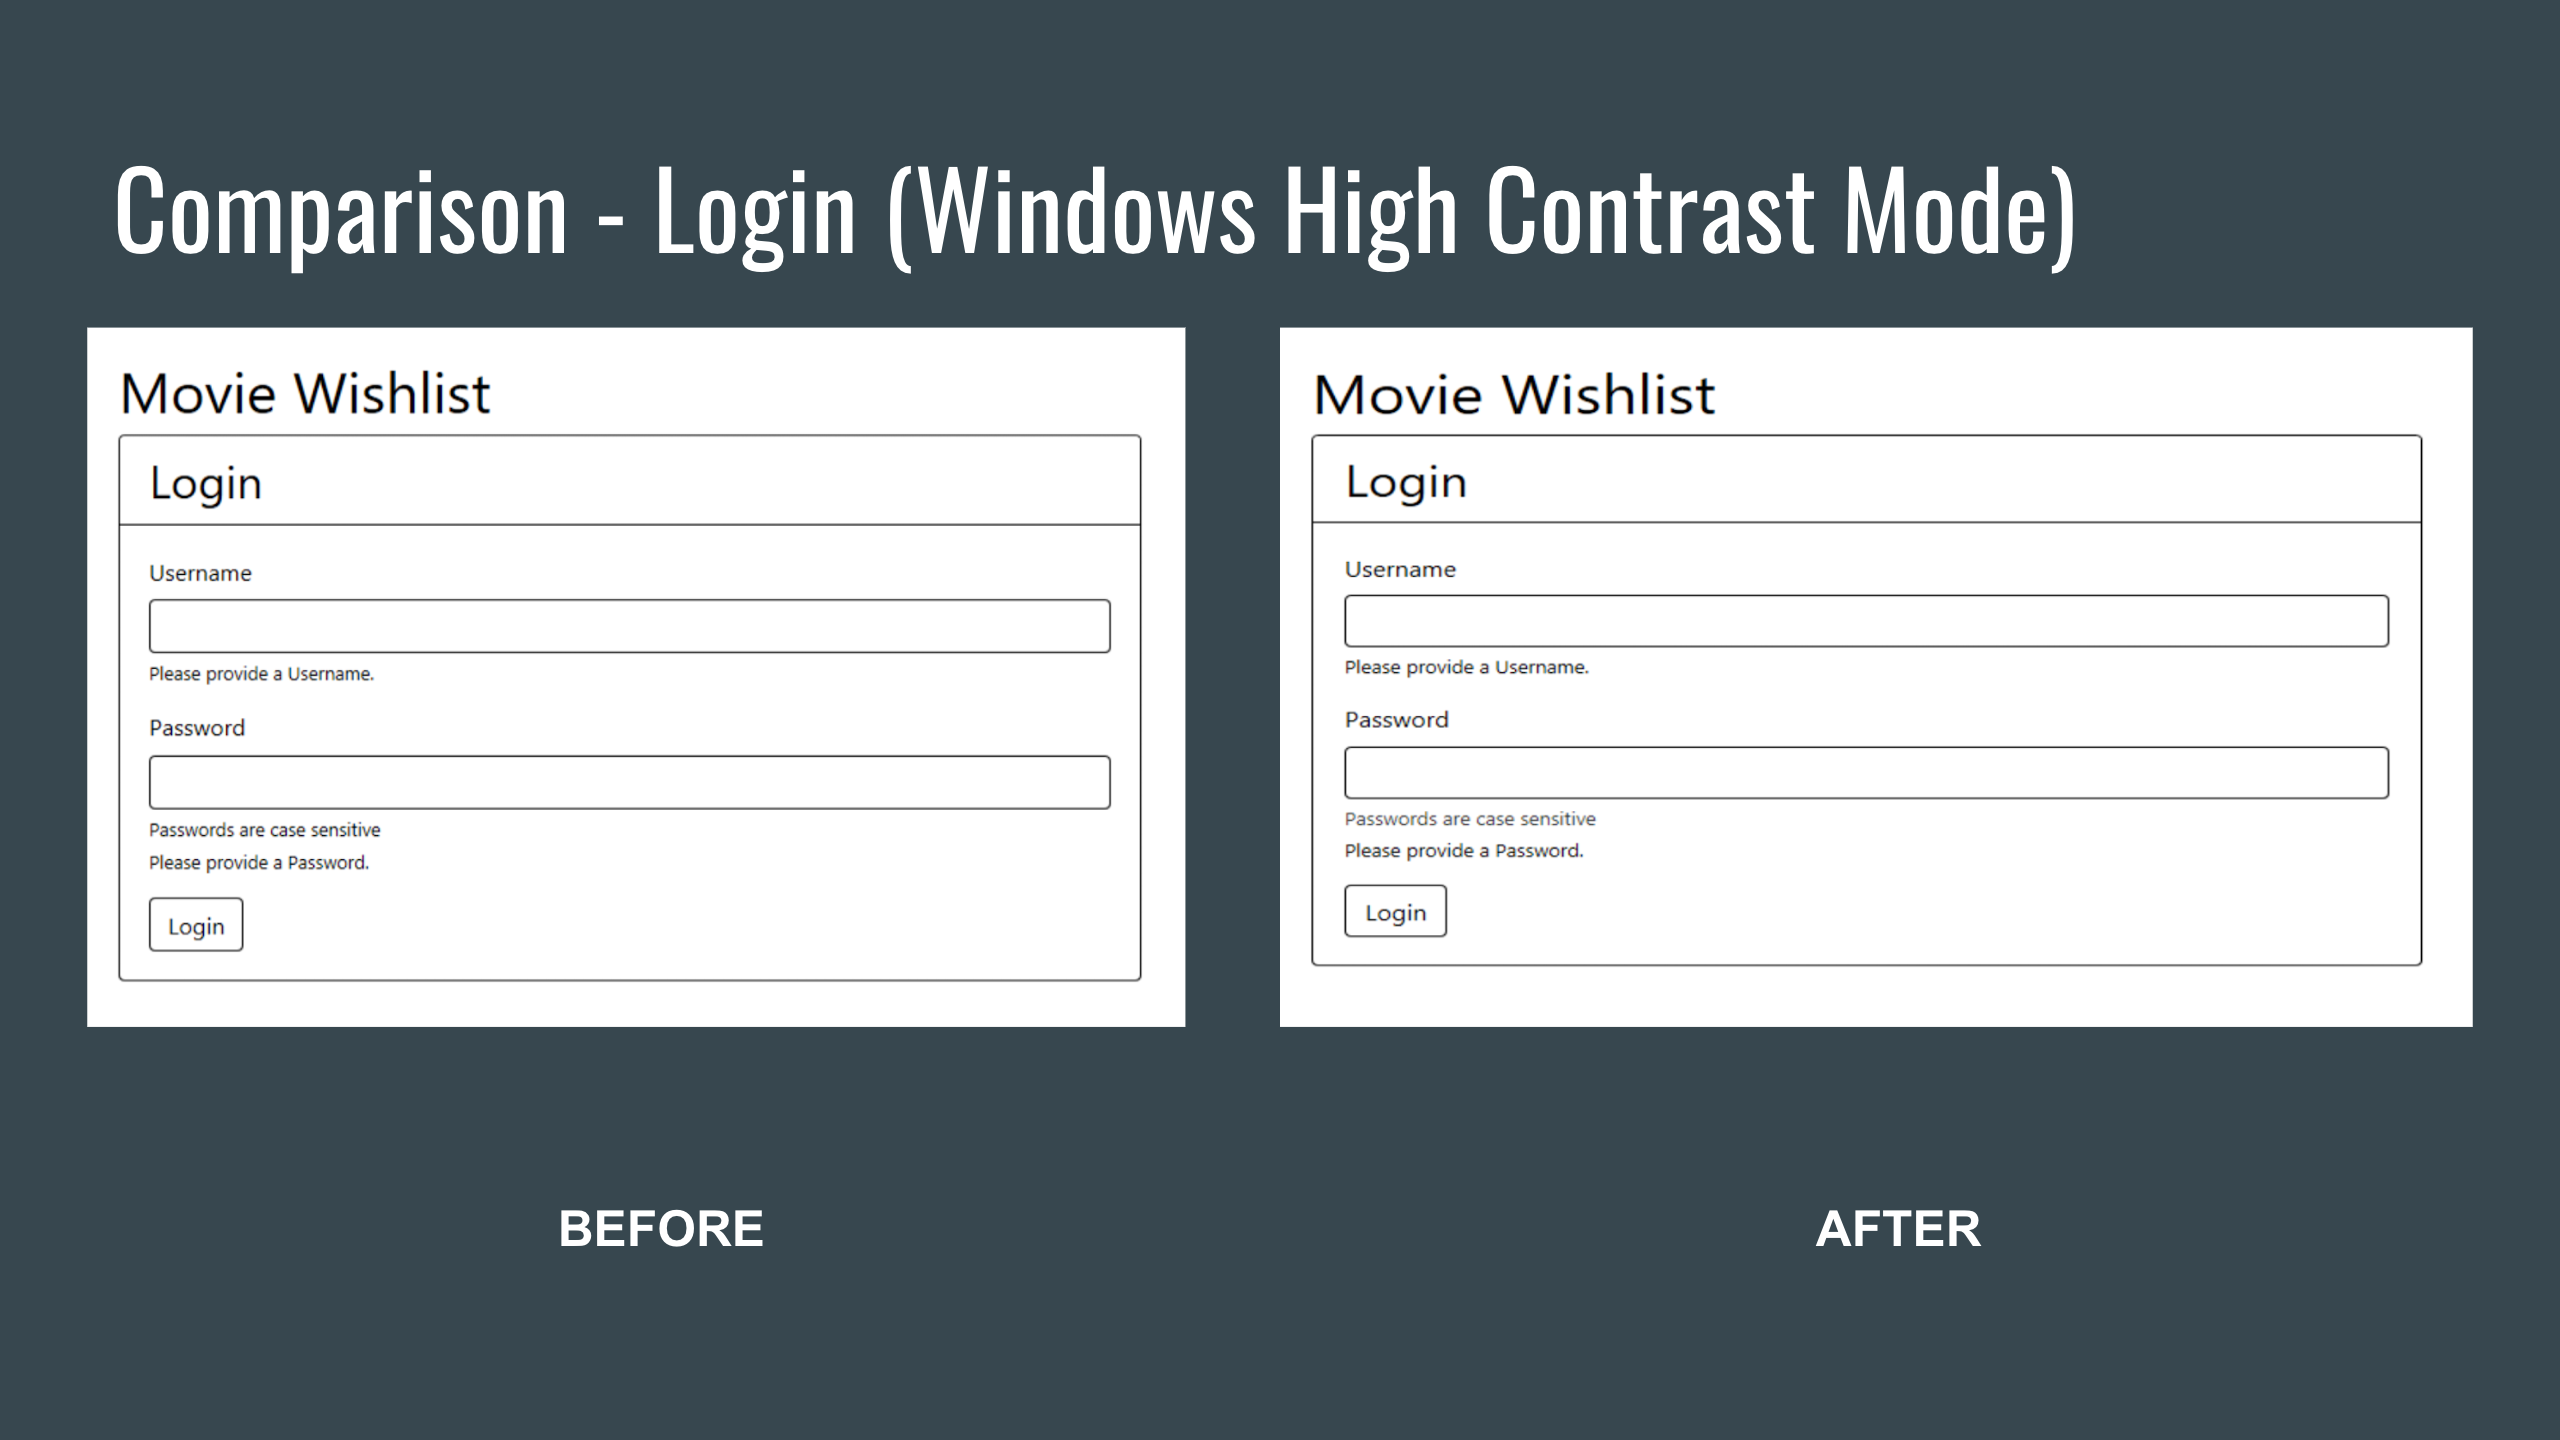 Comparison - Login (Windows High Contrast Mode)
Movie Wishlist
Login
Username
Please provide a Username.
Password
Passwords are case sensitive
Please provide a Password.
Login
Movie Wishlist
Login
Username
Please provide a Username.
Password
Passwords are case sensitive
Please provide a Password.
Login
BEFORE
AFTER